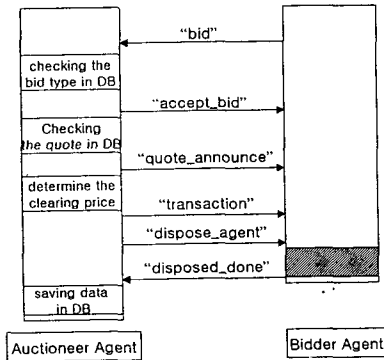 “bid”
checking the
bid type in DB
“accept_bid”
Checking
the quote in DB
“quote_announce”
determine the
clearing price
“transaction”
“dispose_agent”
“disposed_done”
saving data
in DB
Auctioneer Agent
Bidder Agent